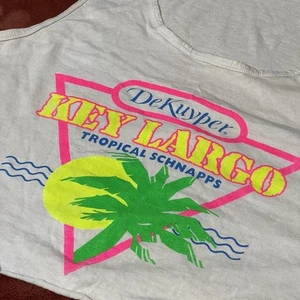 DeKuyper
KEY LARGO
TROPICAL SCHNAPPS